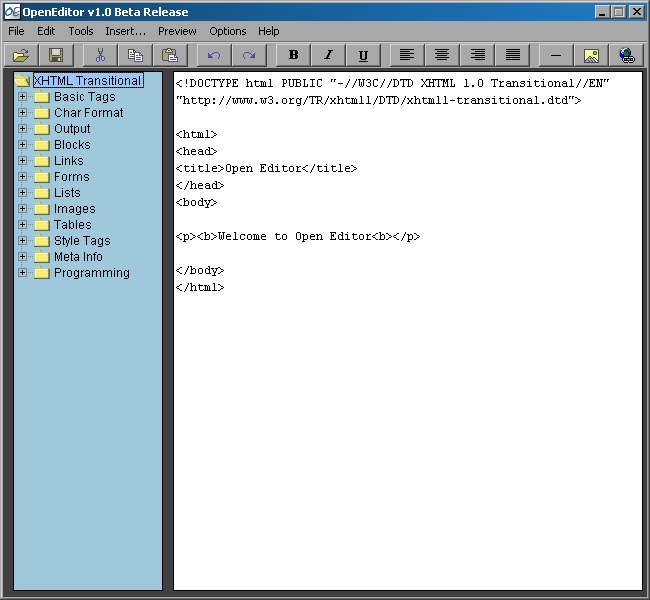 OE OpenEditor v1.0 Beta Release
File Edit Tools Insert... Preview Options Help
B I U
XHTML Transitional
Basic Tags
Char Format
Output
Blocks
Links
Forms
Lists
Images
Tables
Style Tags
Meta Info
Programming
<!DOCTYPE html PUBLIC "-//W3C//DTD XHTML 1.0 Transitional//EN"
"http://www.w3.org/TR/xhtml1/DTD/xhtml1-transitional.dtd">
<html>
<head>
<title>Open Editor</title>
</head>
<body>
<p><b>Welcome to Open Editor<b></p>
</body>
</html>